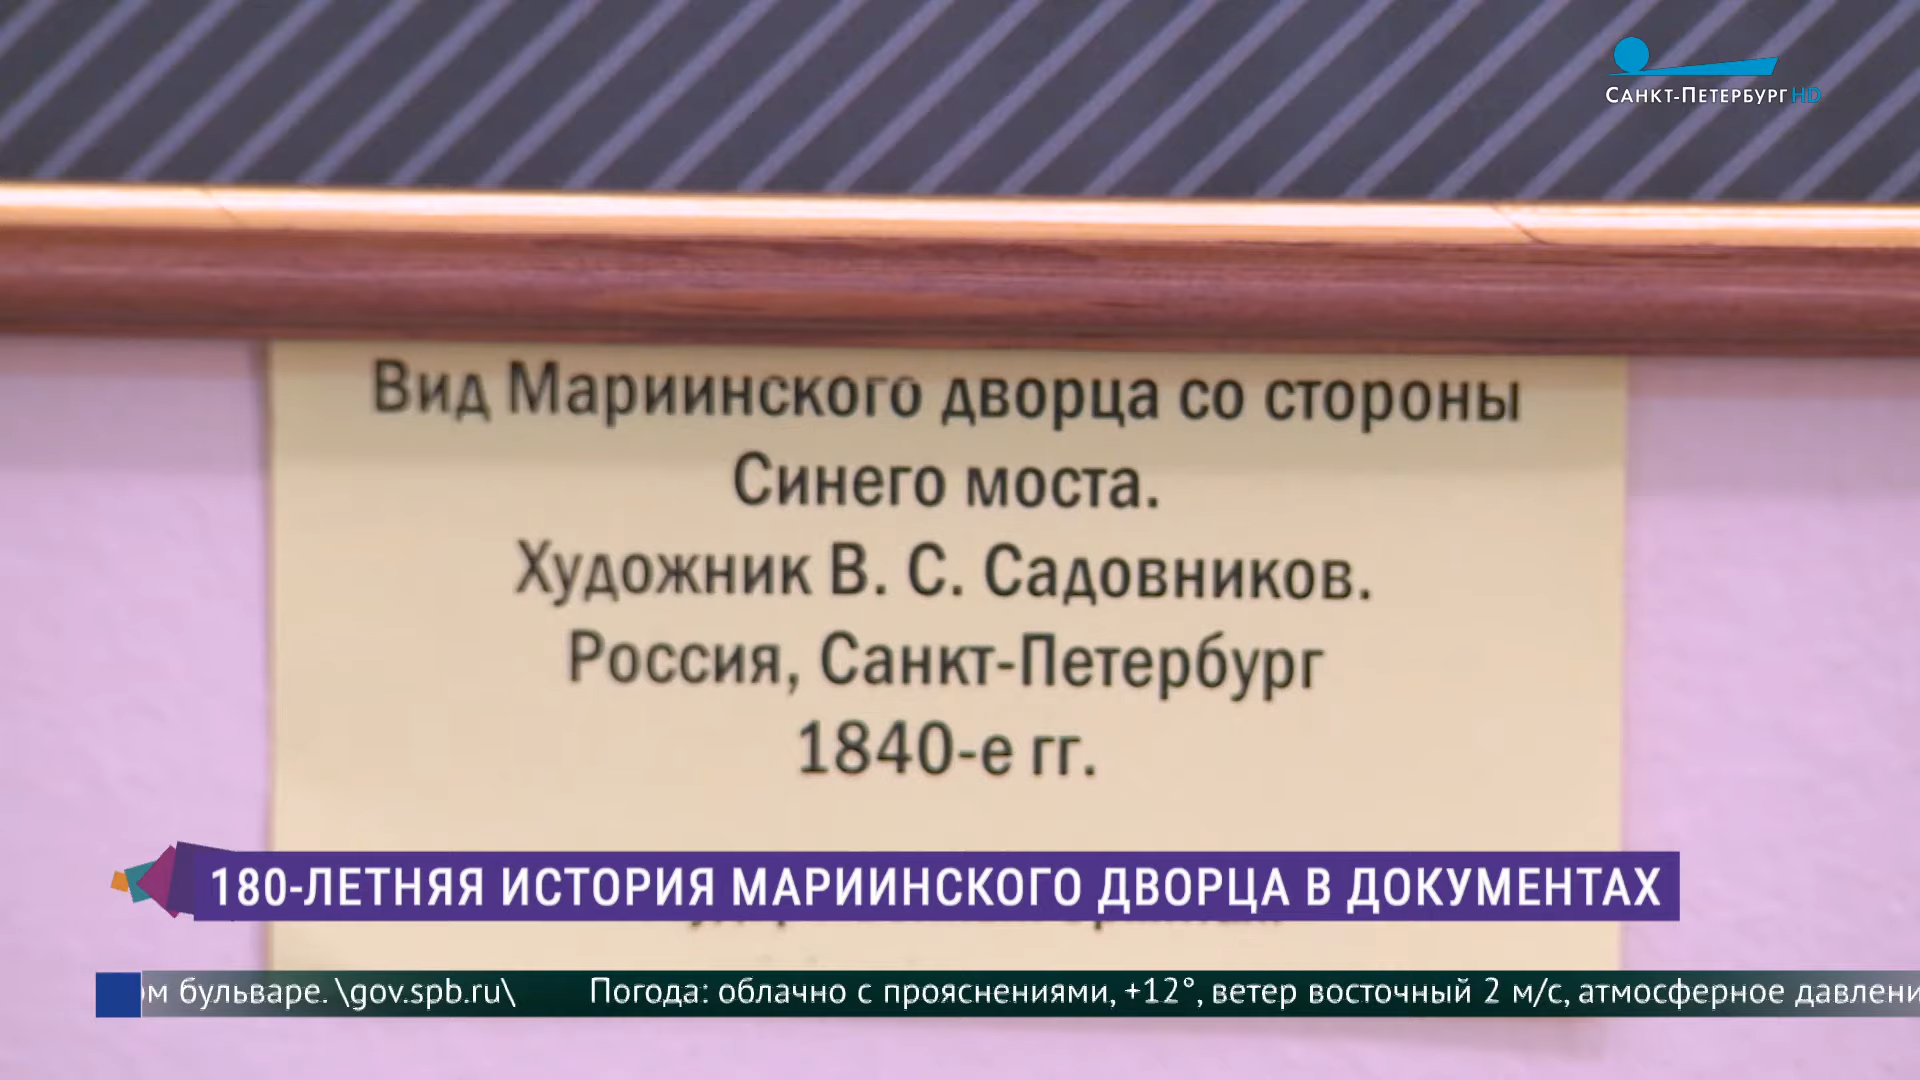 САНКТ-ПЕТЕРБУРГ HD
Вид Мариинского дворца со стороны
Синего моста.
Художник В. С. Садовников.
Россия, Санкт-Петербург
1840-е гг.
180-ЛЕТНЯЯ ИСТОРИЯ МАРИИНСКОГО ДВОРЦА В ДОКУМЕНТАХ
бульваре. \gov.spb.ru\ Погода: облачно с прояснениями, +12°, ветер восточный 2 м/с, атмосферное